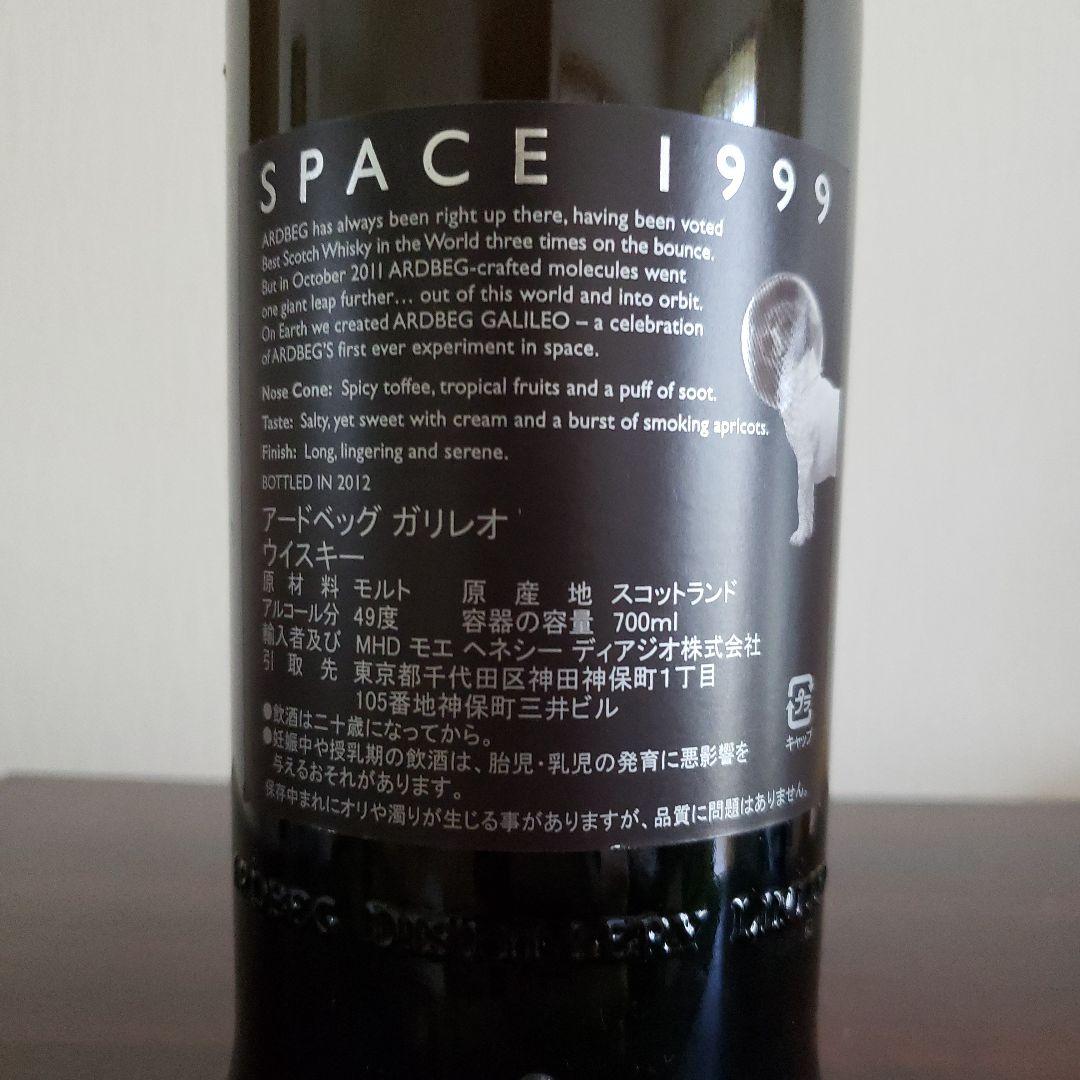 SPACE 1999
ARDBEG has always been right up there, having been voted
Best Scotch Whisky in the World three times on the bounce.
But in October 2011 ARDBEG-crafted molecules went
one giant leap further... out of this world and into orbit.
On Earth we created ARDBEG GALILEO – a celebration
of ARDBEG'S first ever experiment in space.
Nose Cone: Spicy toffee, tropical fruits and a puff of soot.
Taste: Salty, yet sweet with cream and a burst of smoking apricots.
Finish: Long, lingering and serene.
BOTTLED IN 2012
アードベッグ ガリレオ
ウイスキー
原材料 モルト 原産地 スコットランド
アルコール分 49度 容器の容量 700ml
輸入者及び MHD モエ ヘネシー ディアジオ株式会社
引取先 東京都千代田区神田神保町1丁目
105番地神保町三井ビル
●飲酒は二十歳になってから。
●妊娠中や授乳期の飲酒は、胎児・乳児の発育に悪影響を
与えるおそれがあります。
保存中まれにオリや濁りが生じる事がありますが、品質に問題はありません。
プラ
キャップ
ARDBEG DISTILLERY LIMITED